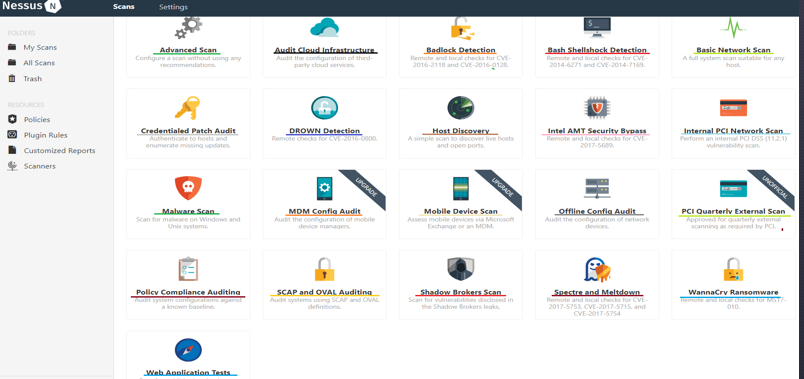 Nessus N
Scans
Settings
FOLDERS
My Scans
All Scans
Trash
RESOURCES
Policies
Plugin Rules
Customized Reports
Scanners
Advanced Scan
Configure a scan without using any
recommendations.
Audit Cloud Infrastructure
Audit the configuration of third-
party cloud services.
Badlock Detection
Remote and local checks for CVE-
2016-2118 and CVE-2016-0128.
Bash Shellshock Detection
Remote and local checks for CVE-
2014-6271 and CVE-2014-7169.
Basic Network Scan
A full system scan suitable for any
host.
Credentialed Patch Audit
Authenticate to hosts and
enumerate missing updates.
DROWN Detection
Remote checks for CVE-2016-0800.
Host Discovery
A simple scan to discover live hosts
and open ports.
Intel AMT Security Bypass
Remote and local checks for CVE-
2017-5689.
Internal PCI Network Scan
Perform an internal PCI DSS (11.2.1)
vulnerability scan.
Malware Scan
Scan for malware on Windows and
Unix systems.
UPGRADE
MDM Config Audit
Audit the configuration of mobile
device managers.
UPGRADE
Mobile Device Scan
Assess mobile devices via Microsoft
Exchange or an MDM.
Offline Config Audit
Audit the configuration of network
devices.
UNOFFICIAL
PCI Quarterly External Scan
Approved for quarterly external
scanning as required by PCI.
Policy Compliance Auditing
Audit system configurations against
a known baseline.
SCAP and OVAL Auditing
Audit systems using SCAP and OVAL
definitions.
Shadow Brokers Scan
Scan for vulnerabilities disclosed in
the Shadow Brokers leaks.
Spectre and Meltdown
Remote and local checks for CVE-
2017-5753, CVE-2017-5715, and
CVE-2017-5754
WannaCry Ransomware
Remote and local checks for MS17-
010.
Web Application Tests